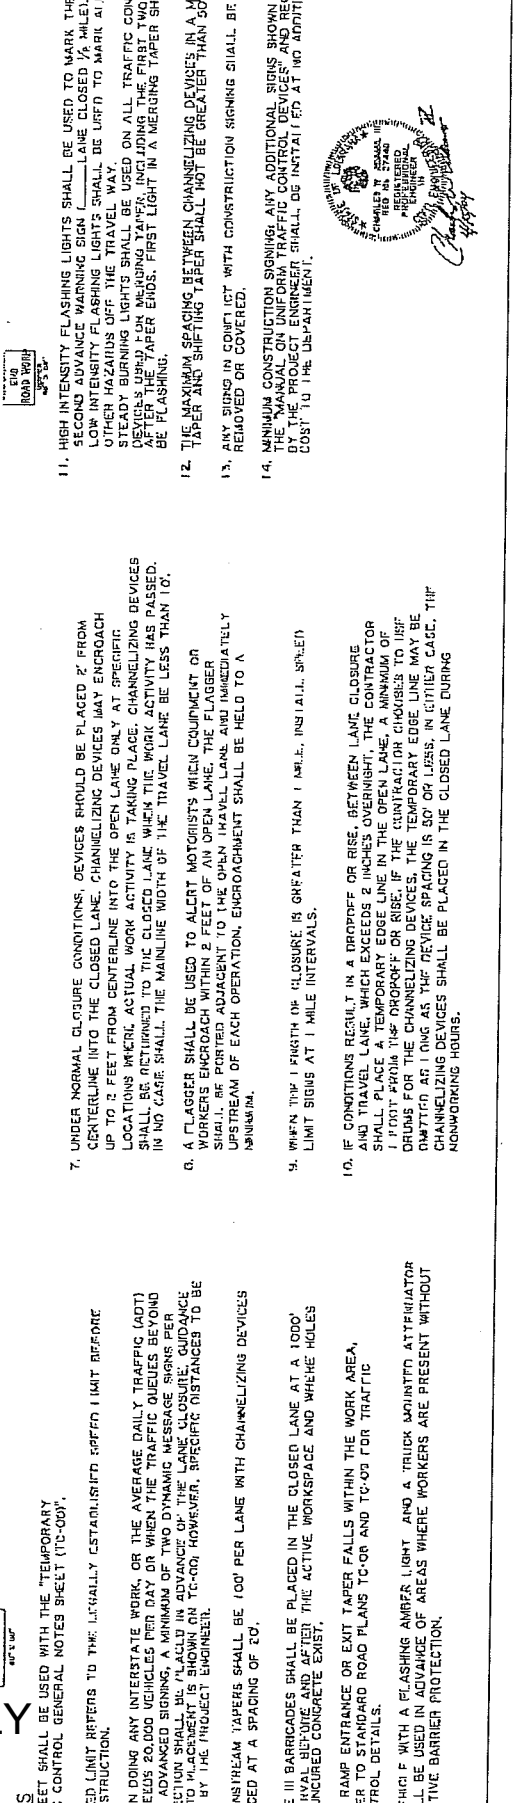 EET SHALL BE USED WITH THE "TEMPORARY
CONTROL GENERAL NOTES SHEET (TC-00)".
ED LIMIT REFERS TO THE LEGALLY ESTABLISHED SPEED LIMIT BEFORE
STRUCTION.
N DOING ANY INTERSTATE WORK, OR THE AVERAGE DAILY TRAFFIC (ADT)
EEDS 20,000 VEHICLES PER DAY OR WHEN THE TRAFFIC QUEUES BEYOND
ADVANCED SIGNING, A MINIMUM OF TWO DYNAMIC MESSAGE SIGNS PER
ECTION SHALL BE PLACED IN ADVANCE OF THE LANE CLOSURE. GUIDANCE
TO PLACEMENT IS SHOWN ON TC-00; HOWEVER, SPECIFIC DISTANCES TO BE
BY THE PROJECT ENGINEER.
NSTREAM TAPERS SHALL BE 100' PER LANE WITH CHANNELIZING DEVICES
CED AT A SPACING OF 20'.
E III BARRICADES SHALL BE PLACED IN THE CLOSED LANE AT A 1000'
RVAL BEFORE AND AFTER THE ACTIVE WORKSPACE AND WHERE HOLES
UNCURED CONCRETE EXIST.
RAMP ENTRANCE OR EXIT TAPER FALLS WITHIN THE WORK AREA,
ER TO STANDARD ROAD PLANS TC-08 AND TC-09 FOR TRAFFIC
TROL DETAILS.
EHICLE WITH A FLASHING AMBER LIGHT AND A TRUCK MOUNTED ATTENUATOR
LL BE USED IN ADVANCE OF AREAS WHERE WORKERS ARE PRESENT WITHOUT
TIVE BARRIER PROTECTION.
7. UNDER NORMAL CLOSURE CONDITIONS, DEVICES SHOULD BE PLACED 2' FROM
CENTERLINE INTO THE CLOSED LANE. CHANNELIZING DEVICES MAY ENCROACH
UP TO 2 FEET FROM CENTERLINE INTO THE OPEN LANE ONLY AT SPECIFIC
LOCATIONS WHERE ACTUAL WORK ACTIVITY IS TAKING PLACE. CHANNELIZING DEVICES
SHALL BE RETURNED TO THE CLOSED LANE WHEN THE WORK ACTIVITY HAS PASSED.
IN NO CASE SHALL THE MAINLINE WIDTH OF THE TRAVEL LANE BE LESS THAN 10'.
8. A FLAGGER SHALL BE USED TO ALERT MOTORISTS WHEN EQUIPMENT OR
WORKERS ENCROACH WITHIN 2 FEET OF AN OPEN LANE. THE FLAGGER
SHALL BE PORTED ADJACENT TO THE OPEN TRAVEL LANE AND IMMEDIATELY
UPSTREAM OF EACH OPERATION. ENCROACHMENT SHALL BE HELD TO A
MINIMUM.
9. WHEN THE LENGTH OF CLOSURE IS GREATER THAN 1 MILE, INSTALL SPEED
LIMIT SIGNS AT 1 MILE INTERVALS.
10. IF CONDITIONS RESULT IN A DROPOFF OR RISE, BETWEEN LANE CLOSURE
AND TRAVEL LANE, WHICH EXCEEDS 2 INCHES OVERNIGHT, THE CONTRACTOR
SHALL PLACE A TEMPORARY EDGE LINE IN THE OPEN LANE, A MINIMUM OF
1 FOOT FROM THE DROPOFF OR RISE. IF THE CONTRACTOR CHOOSES TO USE
DRUMS FOR THE CHANNELIZING DEVICES, THE TEMPORARY EDGE LINE MAY BE
OMITTED AS LONG AS THE DEVICE SPACING IS 50' OR LESS. IN EITHER CASE, THE
CHANNELIZING DEVICES SHALL BE PLACED IN THE CLOSED LANE DURING
NONWORKING HOURS.
END
ROAD WORK
11. HIGH INTENSITY FLASHING LIGHTS SHALL BE USED TO MARK THE
SECOND ADVANCE WARNING SIGN (____ LANE CLOSED 1/2 MILE).
LOW INTENSITY FLASHING LIGHTS SHALL BE USED TO MARK
OTHER HAZARDS OFF THE TRAVEL WAY.
STEADY BURNING LIGHTS SHALL BE USED ON ALL TRAFFIC CON
DEVICES USED FOR MERGING TAPER, INCLUDING THE FIRST TWO
AFTER THE TAPER ENDS. FIRST LIGHT IN A MERGING TAPER SH
BE FLASHING.
12. THE MAXIMUM SPACING BETWEEN CHANNELIZING DEVICES IN A M
TAPER AND SHIFTING TAPER SHALL NOT BE GREATER THAN 50
13. ANY SIGNS IN CONFLICT WITH CONSTRUCTION SIGNING SHALL BE
REMOVED OR COVERED.
14. MINIMUM CONSTRUCTION SIGNING; ANY ADDITIONAL SIGNS SHOWN
THE "MANUAL ON UNIFORM TRAFFIC CONTROL DEVICES" AND REQ
BY THE PROJECT ENGINEER SHALL BE INSTALLED AT NO ADDITI
COST TO THE DEPARTMENT.
STATE OF LOUISIANA
REG No. 27440
REGISTERED
PROFESSIONAL
ENGINEER
IN